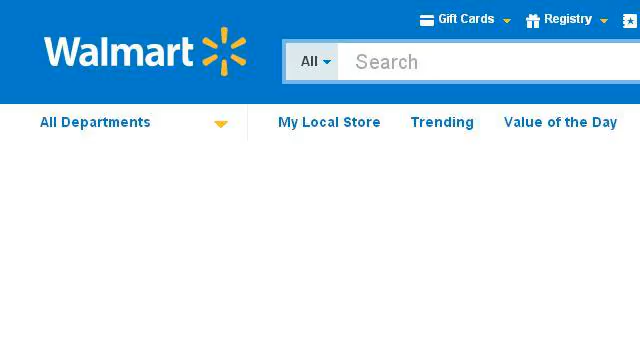 Gift Cards Registry
Walmart
All Search
All Departments My Local Store Trending Value of the Day